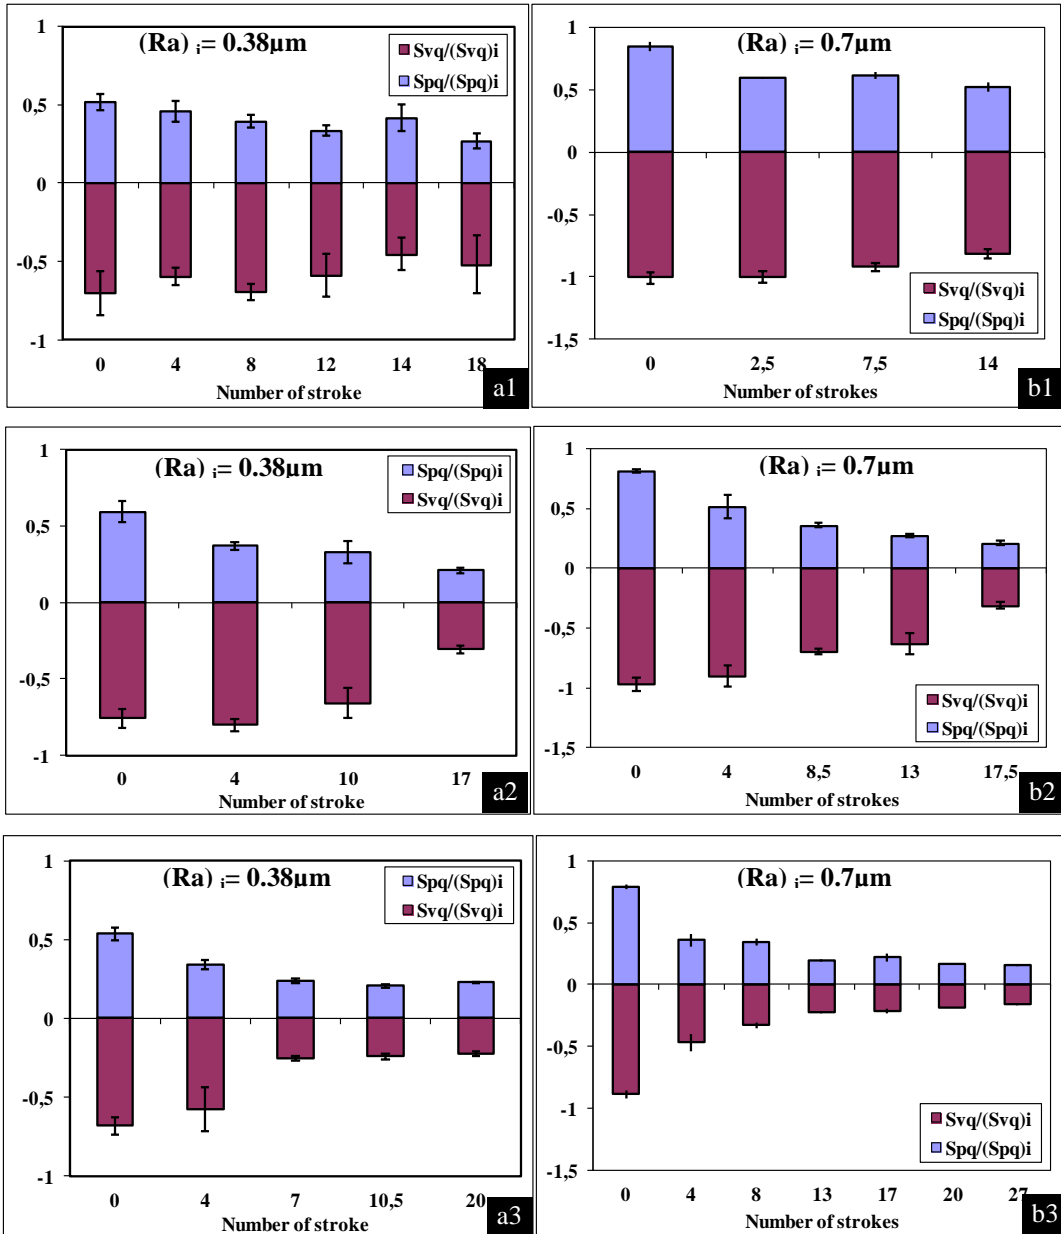 1
(Ra) i= 0.38µm
Svq/(Svq)i
Spq/(Spq)i
0,5
0
-0,5
-1
0 4 8 12 14 18
Number of stroke
a1
1
(Ra) i= 0.7µm
0,5
0
-0,5
-1
Svq/(Svq)i
Spq/(Spq)i
-1,5
0 2,5 7,5 14
Number of strokes
b1
1
(Ra) i= 0.38µm
Spq/(Spq)i
Svq/(Svq)i
0,5
0
-0,5
-1
0 4 10 17
Number of stroke
a2
1
(Ra) i= 0.7µm
0,5
0
-0,5
-1
Svq/(Svq)i
Spq/(Spq)i
-1,5
0 4 8,5 13 17,5
Number of strokes
b2
1
(Ra) i= 0.38µm
Spq/(Spq)i
Svq/(Svq)i
0,5
0
-0,5
-1
0 4 7 10,5 20
Number of stroke
a3
1
(Ra) i= 0.7µm
0,5
0
-0,5
-1
Svq/(Svq)i
Spq/(Spq)i
-1,5
0 4 8 13 17 20 27
Number of strokes
b3